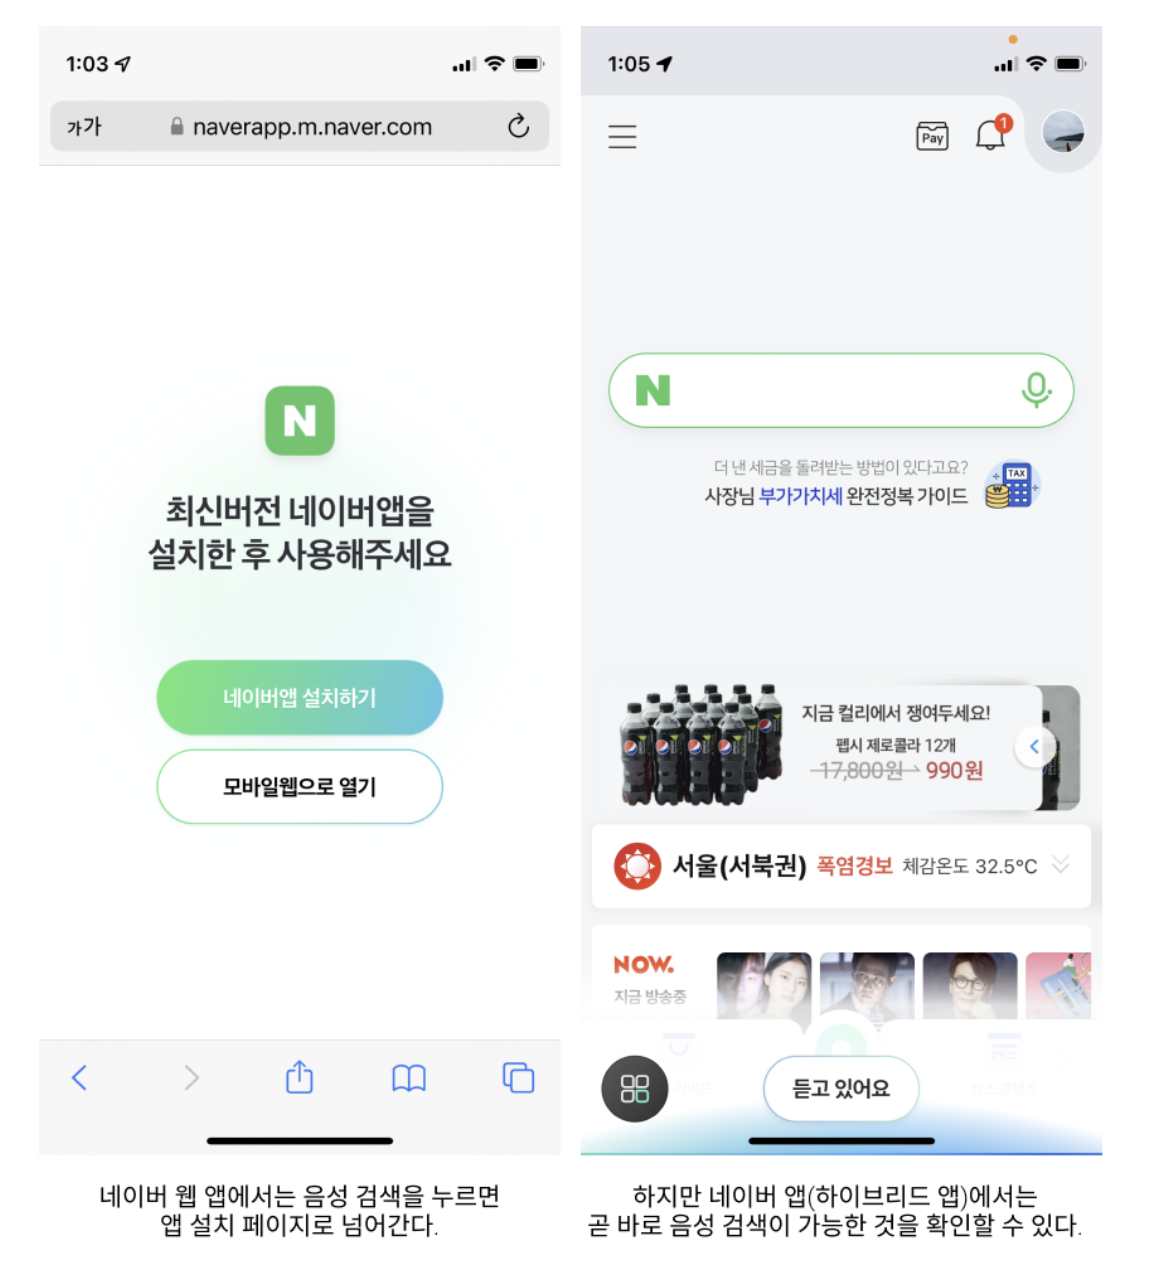 1:03
가가 naverapp.m.naver.com
N
최신버전 네이버앱을
설치한 후 사용해주세요
네이버앱 설치하기
모바일웹으로 열기
네이버 웹 앱에서는 음성 검색을 누르면
앱 설치 페이지로 넘어간다.
1:05
Pay
1
N
더 낸 세금을 돌려받는 방법이 있다고요?
사장님 부가가치세 완전정복 가이드
TAX
지금 컬리에서 쟁여두세요!
펩시 제로콜라 12개
17,800원 990원
서울(서북권) 폭염경보 체감온도 32.5°C
NOW.
지금 방송중
듣고 있어요
하지만 네이버 앱(하이브리드 앱)에서는
곧 바로 음성 검색이 가능한 것을 확인할 수 있다.